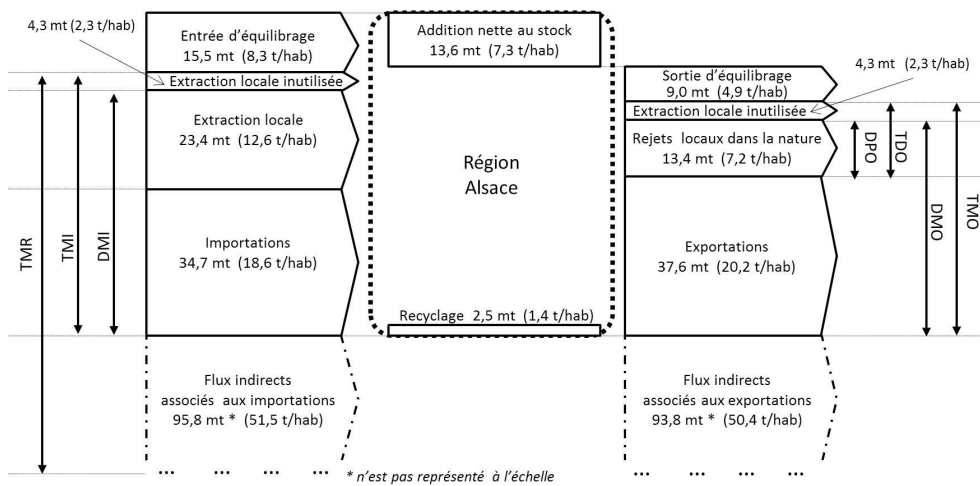 4,3 mt (2,3 t/hab)
Entrée d'équilibrage
15,5 mt (8,3 t/hab)
Extraction locale inutilisée
Extraction locale
23,4 mt (12,6 t/hab)
Importations
34,7 mt (18,6 t/hab)
Flux indirects
associés aux importations
95,8 mt * (51,5 t/hab)
... ... ... ...
TMR
TMI
DMI
Addition nette au stock
13,6 mt (7,3 t/hab)
Région
Alsace
Recyclage 2,5 mt (1,4 t/hab)
4,3 mt (2,3 t/hab)
Sortie d'équilibrage
9,0 mt (4,9 t/hab)
Extraction locale inutilisée
Rejets locaux dans la nature
13,4 mt (7,2 t/hab)
Exportations
37,6 mt (20,2 t/hab)
Flux indirects
associés aux exportations
93,8 mt * (50,4 t/hab)
... ... ... ...
DPO
TDO
DMO
TMO
* n'est pas représenté à l'échelle